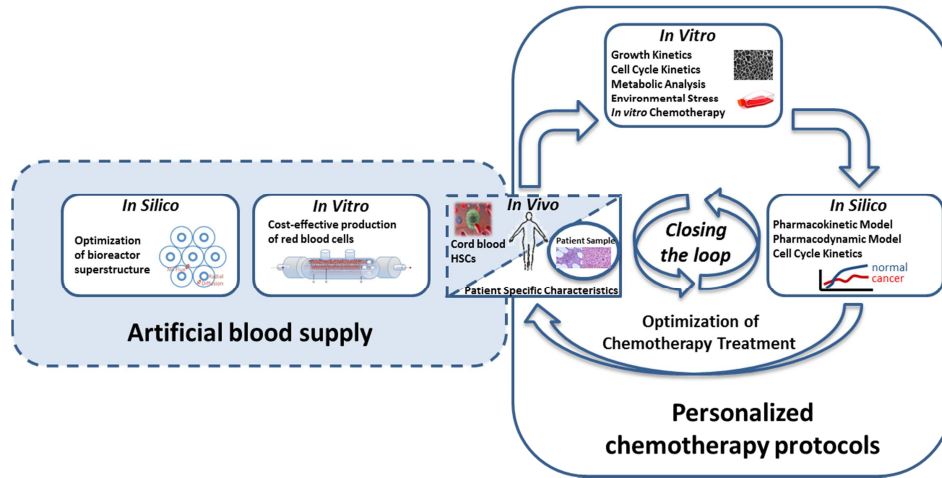 In Silico
Optimization
of bioreactor
superstructure
Diffusion
In Vitro
Cost-effective production
of red blood cells
Artificial blood supply
In Vivo
Cord blood
HSCs
Patient Sample
Patient Specific Characteristics
In Vitro
Growth Kinetics
Cell Cycle Kinetics
Metabolic Analysis
Environmental Stress
In vitro Chemotherapy
Closing
the loop
In Silico
Pharmacokinetic Model
Pharmacodynamic Model
Cell Cycle Kinetics
normal
cancer
Optimization of
Chemotherapy Treatment
Personalized
chemotherapy protocols